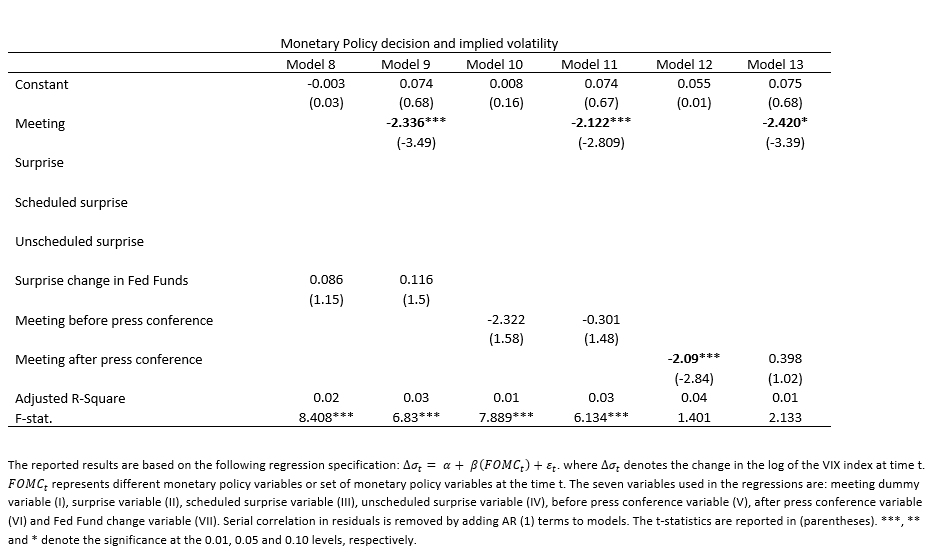 Monetary Policy decision and implied volatility
Model 8 Model 9 Model 10 Model 11 Model 12 Model 13
Constant -0.003 0.074 0.008 0.074 0.055 0.075
(0.03) (0.68) (0.16) (0.67) (0.01) (0.68)
Meeting -2.336*** -2.122*** -2.420*
(-3.49) (-2.809) (-3.39)
Surprise
Scheduled surprise
Unscheduled surprise
Surprise change in Fed Funds 0.086 0.116
(1.15) (1.5)
Meeting before press conference -2.322 -0.301
(1.58) (1.48)
Meeting after press conference -2.09*** 0.398
(-2.84) (1.02)
Adjusted R-Square 0.02 0.03 0.01 0.03 0.04 0.01
F-stat. 8.408*** 6.83*** 7.889*** 6.134*** 1.401 2.133
The reported results are based on the following regression specification: Δσₜ = α + β(FOMCₜ) + εₜ. where Δσₜ denotes the change in the log of the VIX index at time t.
FOMCₜ represents different monetary policy variables or set of monetary policy variables at the time t. The seven variables used in the regressions are: meeting dummy
variable (I), surprise variable (II), scheduled surprise variable (III), unscheduled surprise variable (IV), before press conference variable (V), after press conference variable
(VI) and Fed Fund change variable (VII). Serial correlation in residuals is removed by adding AR (1) terms to models. The t-statistics are reported in (parentheses). ***, **
and * denote the significance at the 0.01, 0.05 and 0.10 levels, respectively.